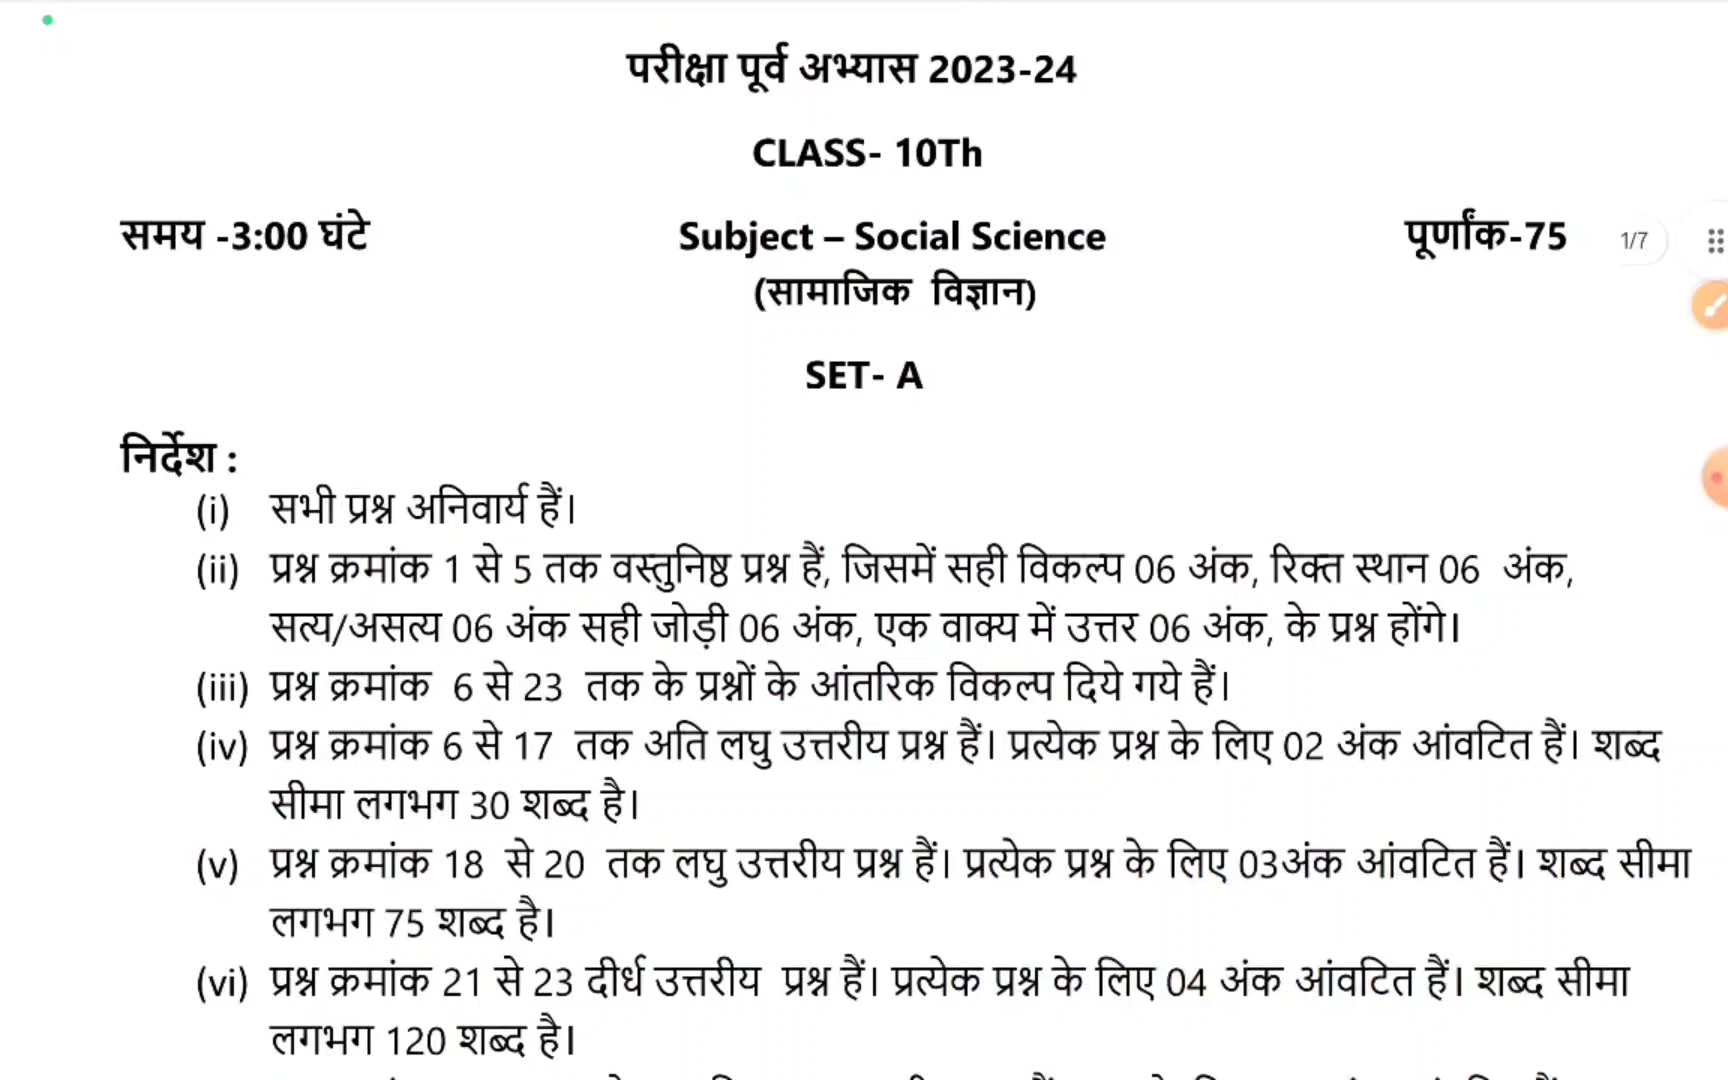 परीक्षा पूर्व अभ्यास 2023-24
CLASS- 10Th
समय -3:00 घंटे Subject – Social Science पूर्णांक-75 1/7
(सामाजिक विज्ञान)
SET- A
निर्देश :
(i) सभी प्रश्न अनिवार्य हैं।
(ii) प्रश्न क्रमांक 1 से 5 तक वस्तुनिष्ठ प्रश्न हैं, जिसमें सही विकल्प 06 अंक, रिक्त स्थान 06 अंक,
सत्य/असत्य 06 अंक सही जोड़ी 06 अंक, एक वाक्य में उत्तर 06 अंक, के प्रश्न होंगे।
(iii) प्रश्न क्रमांक 6 से 23 तक के प्रश्नों के आंतरिक विकल्प दिये गये हैं।
(iv) प्रश्न क्रमांक 6 से 17 तक अति लघु उत्तरीय प्रश्न हैं। प्रत्येक प्रश्न के लिए 02 अंक आंवटित हैं। शब्द
सीमा लगभग 30 शब्द है।
(v) प्रश्न क्रमांक 18 से 20 तक लघु उत्तरीय प्रश्न हैं। प्रत्येक प्रश्न के लिए 03अंक आंवटित हैं। शब्द सीमा
लगभग 75 शब्द है।
(vi) प्रश्न क्रमांक 21 से 23 दीर्ध उत्तरीय प्रश्न हैं। प्रत्येक प्रश्न के लिए 04 अंक आंवटित हैं। शब्द सीमा
लगभग 120 शब्द है।